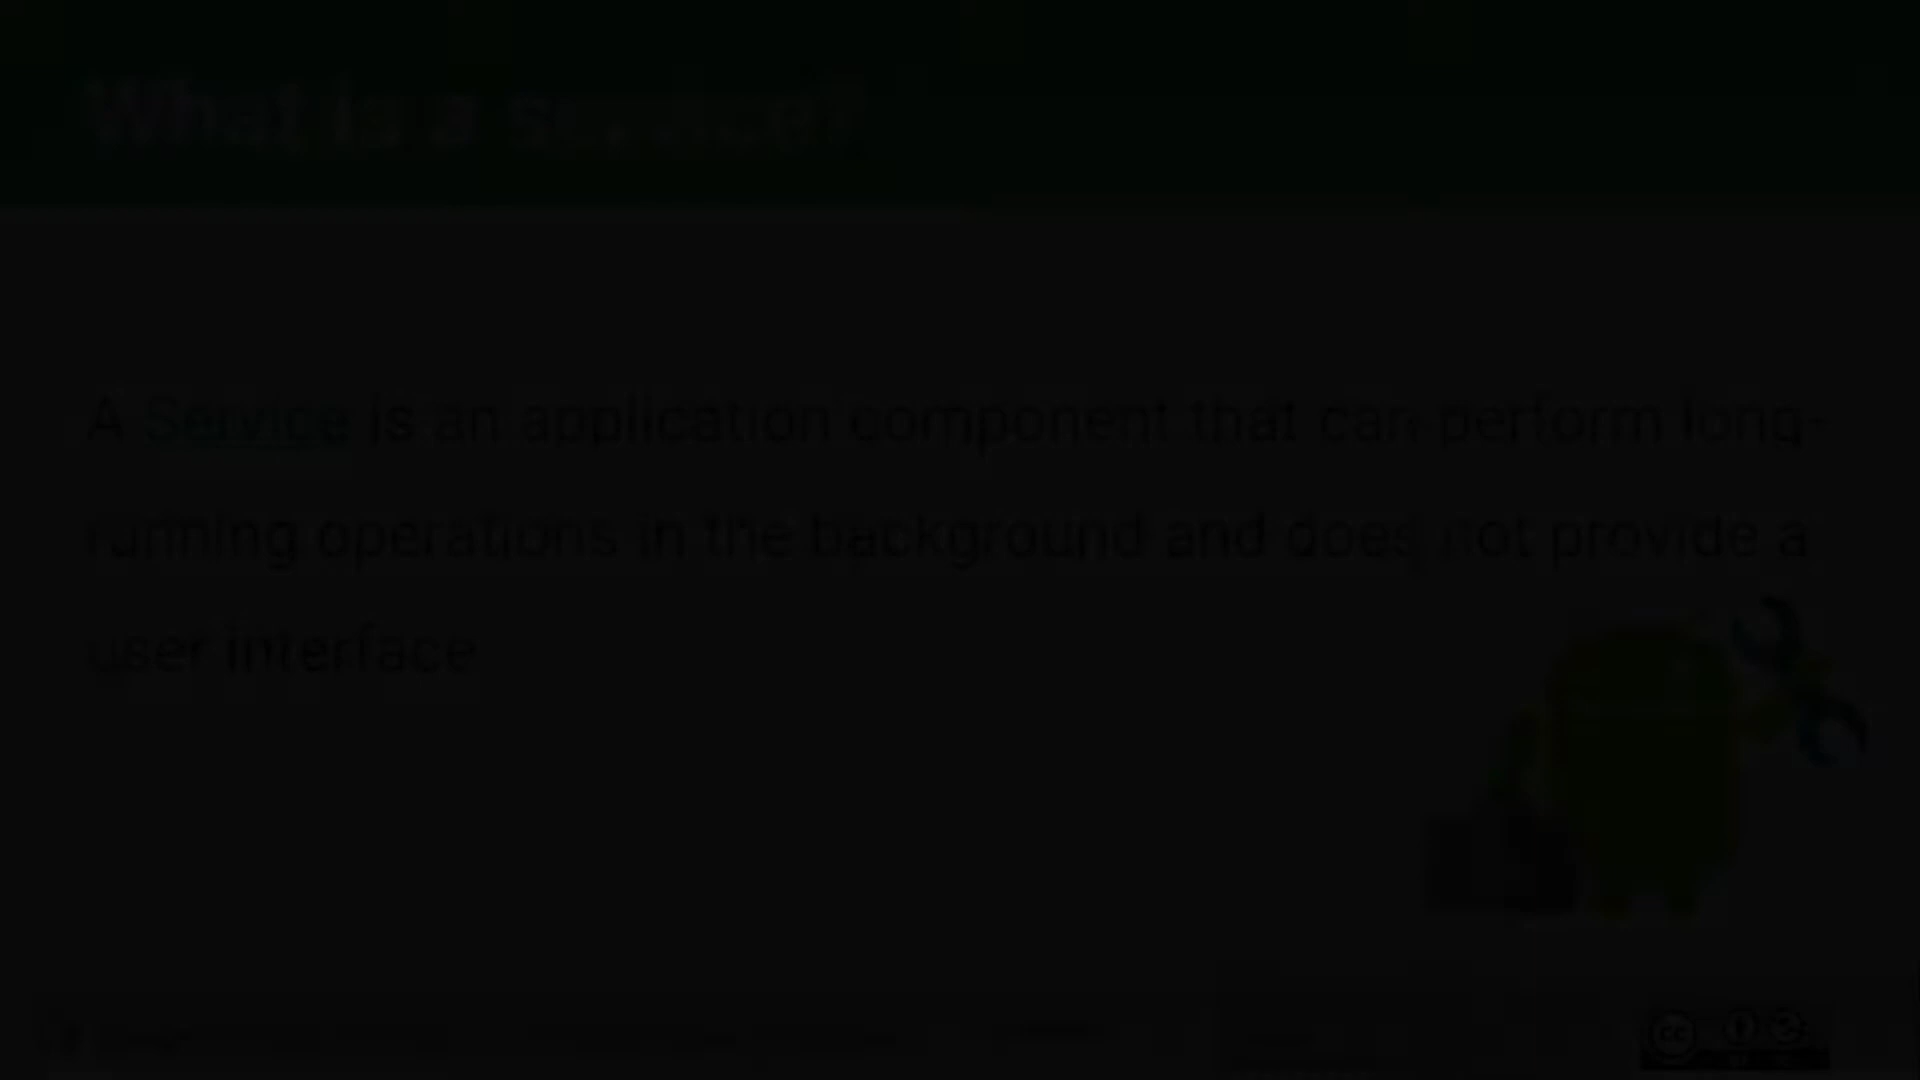 What is a service?
A Service is an application component that can perform long-
running operations in the background and does not provide a
user interface
cc